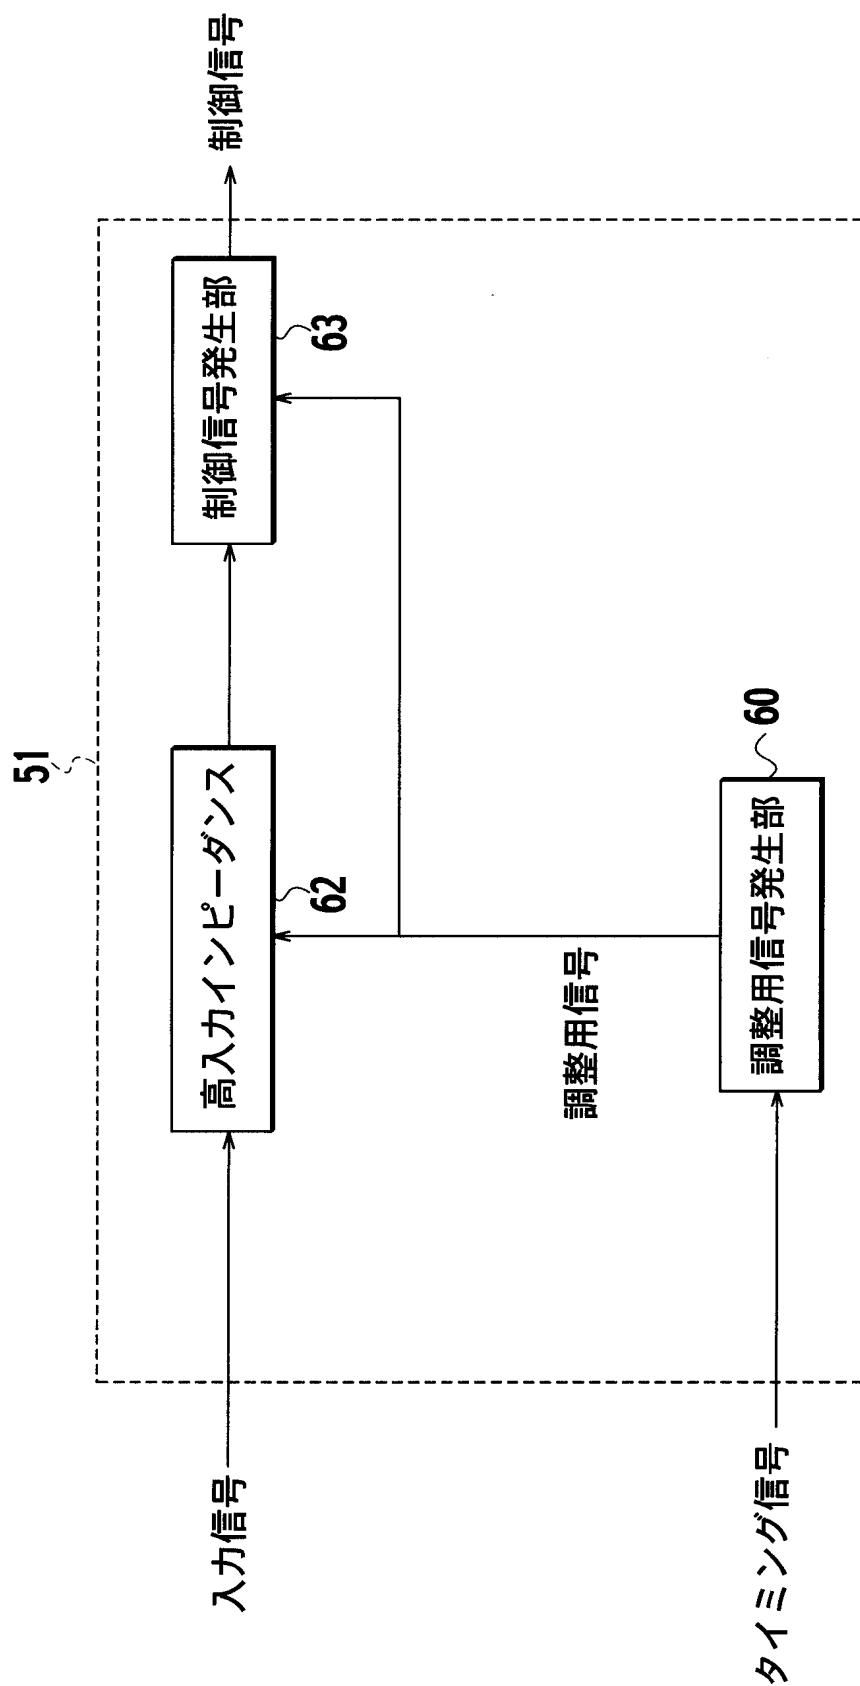 51
入力信号
高入力インピーダンス
62
制御信号発生部
63
制御信号
調整用信号
タイミング信号
調整用信号発生部
60